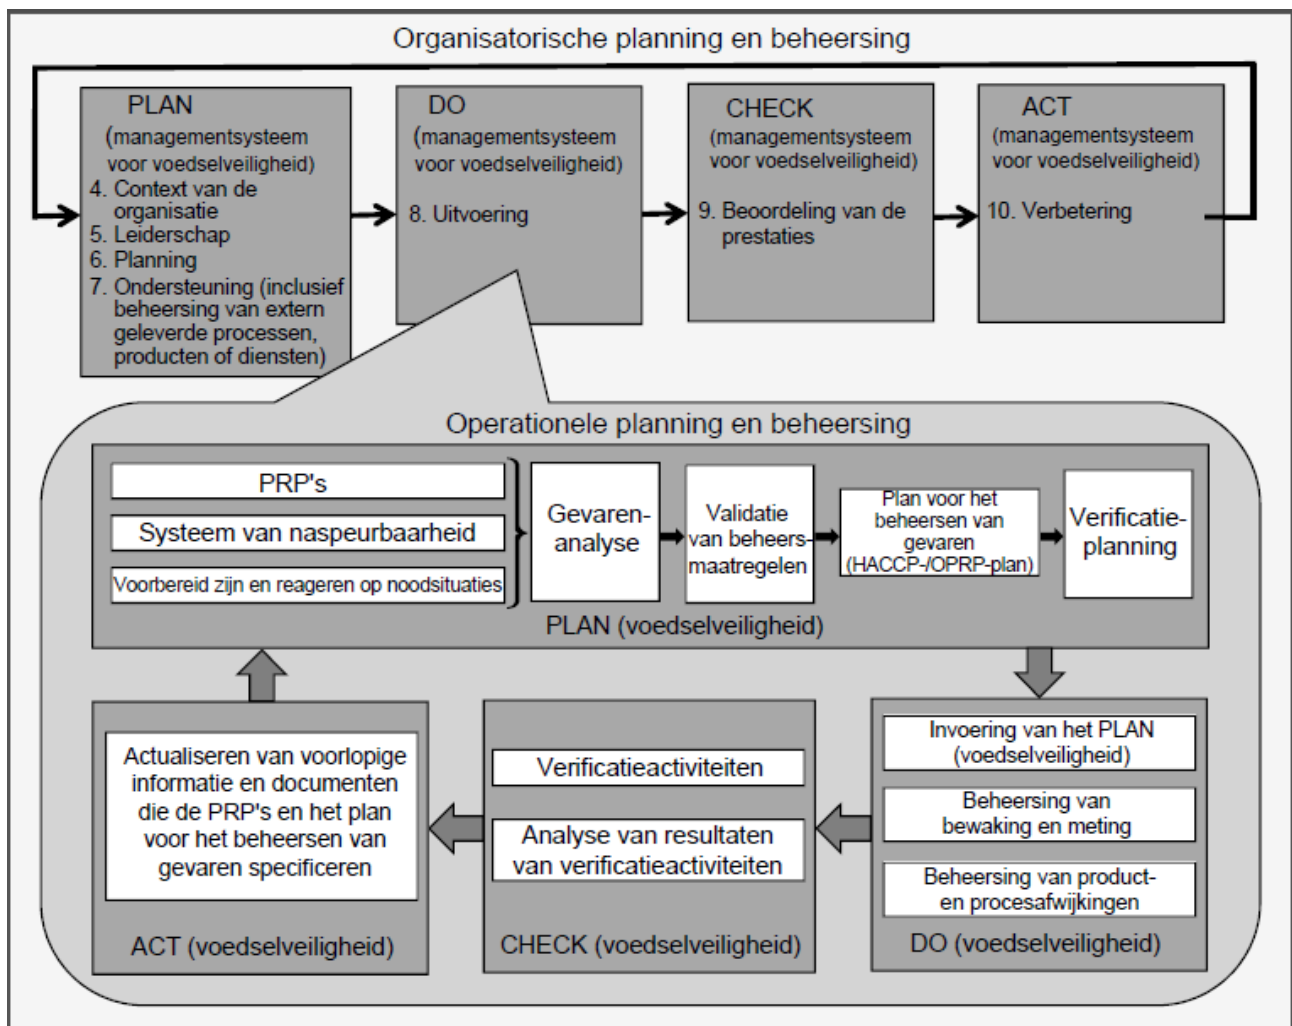 Organisatorische planning en beheersing
PLAN
(managementsysteem
voor voedselveiligheid)
4. Context van de
organisatie
5. Leiderschap
6. Planning
7. Ondersteuning (inclusief
beheersing van extern
geleverde processen,
producten of diensten)
DO
(managementsysteem
voor voedselveiligheid)
8. Uitvoering
CHECK
(managementsysteem
voor voedselveiligheid)
9. Beoordeling van de
prestaties
ACT
(managementsysteem
voor voedselveiligheid)
10. Verbetering
Operationele planning en beheersing
PRP's
Systeem van naspeurbaarheid
Voorbereid zijn en reageren op noodsituaties
Gevaren-
analyse
Validatie
van beheers-
maatregelen
Plan voor het
beheersen van
gevaren
(HACCP-/OPRP-plan)
Verificatie-
planning
PLAN (voedselveiligheid)
Invoering van het PLAN
(voedselveiligheid)
Beheersing van
bewaking en meting
Beheersing van product-
en procesafwijkingen
DO (voedselveiligheid)
Verificatieactiviteiten
Analyse van resultaten
van verificatieactiviteiten
CHECK (voedselveiligheid)
Actualiseren van voorlopige
informatie en documenten
die de PRP's en het plan
voor het beheersen van
gevaren specificeren
ACT (voedselveiligheid)